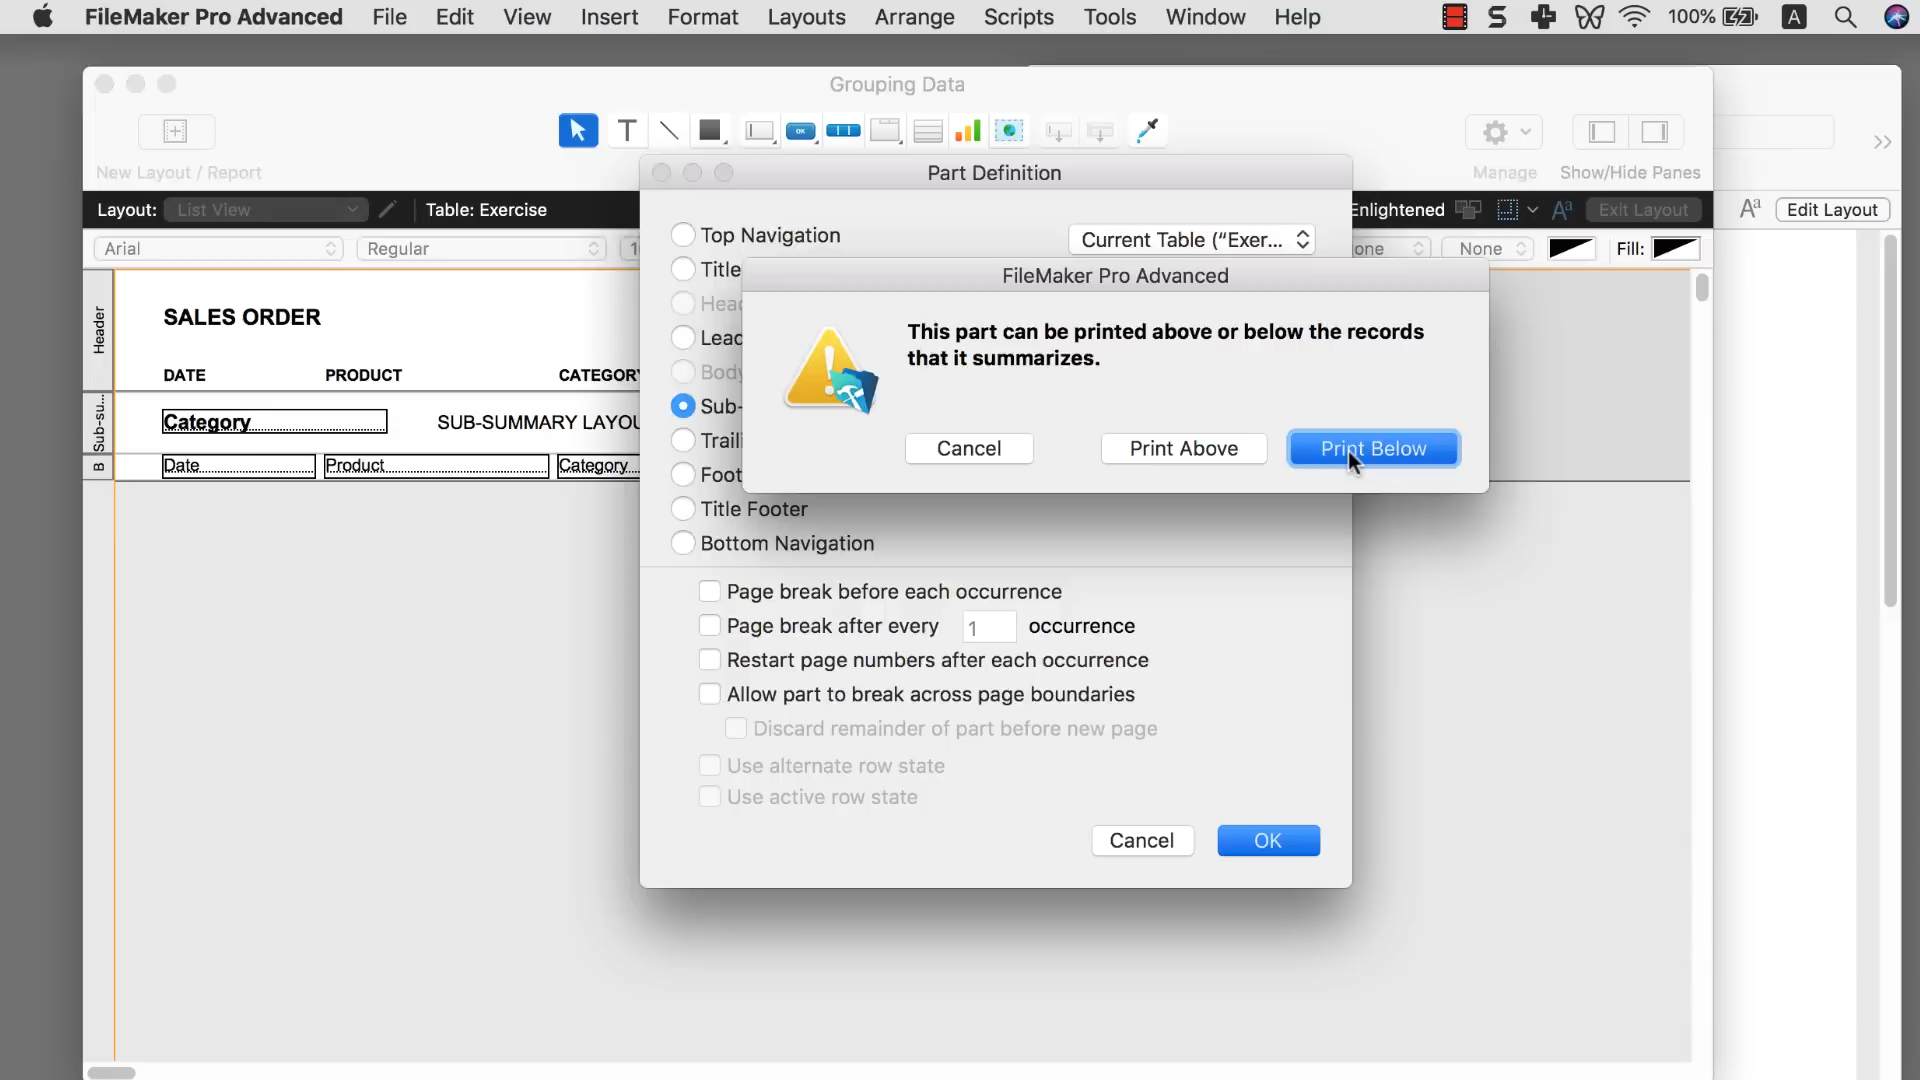 FileMaker Pro Advanced File Edit View Insert Format Layouts Arrange Scripts Tools Window Help 100% A
Grouping Data
New Layout / Report
Manage
Show/Hide Panes
Part Definition
Layout: List View Table: Exercise
Enlightened
Exit Layout
Edit Layout
Arial Regular
None
Fill:
Top Navigation
Current Table (“Exer...
Title
Lead
Body
Sub-
Traili
Foot
Title Footer
Bottom Navigation
FileMaker Pro Advanced
This part can be printed above or below the records
that it summarizes.
Cancel
Print Above
Print Below
Header
SALES ORDER
DATE PRODUCT CATEGORY
Sub-su...
Category
SUB-SUMMARY LAYOU
B
Date Product Category
Page break before each occurrence
Page break after every 1 occurrence
Restart page numbers after each occurrence
Allow part to break across page boundaries
Discard remainder of part before new page
Use alternate row state
Use active row state
Cancel
OK